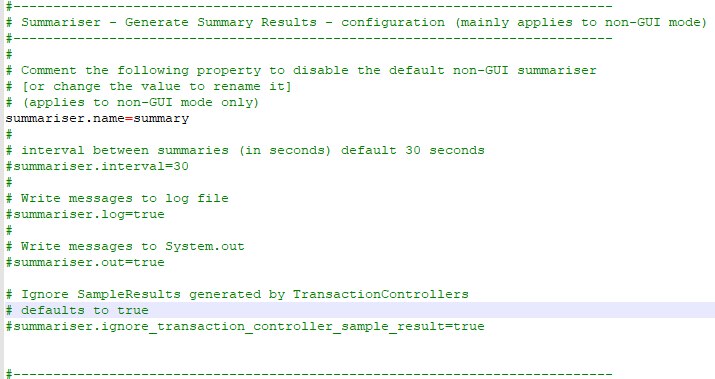 #---------------------------------------------------------------------------
# Summariser - Generate Summary Results - configuration (mainly applies to non-GUI mode)
#---------------------------------------------------------------------------
#
# Comment the following property to disable the default non-GUI summariser
# [or change the value to rename it]
# (applies to non-GUI mode only)
summariser.name=summary
#
# interval between summaries (in seconds) default 30 seconds
#summariser.interval=30
#
# Write messages to log file
#summariser.log=true
#
# Write messages to System.out
#summariser.out=true

# Ignore SampleResults generated by TransactionControllers
# defaults to true
#summariser.ignore_transaction_controller_sample_result=true


#---------------------------------------------------------------------------